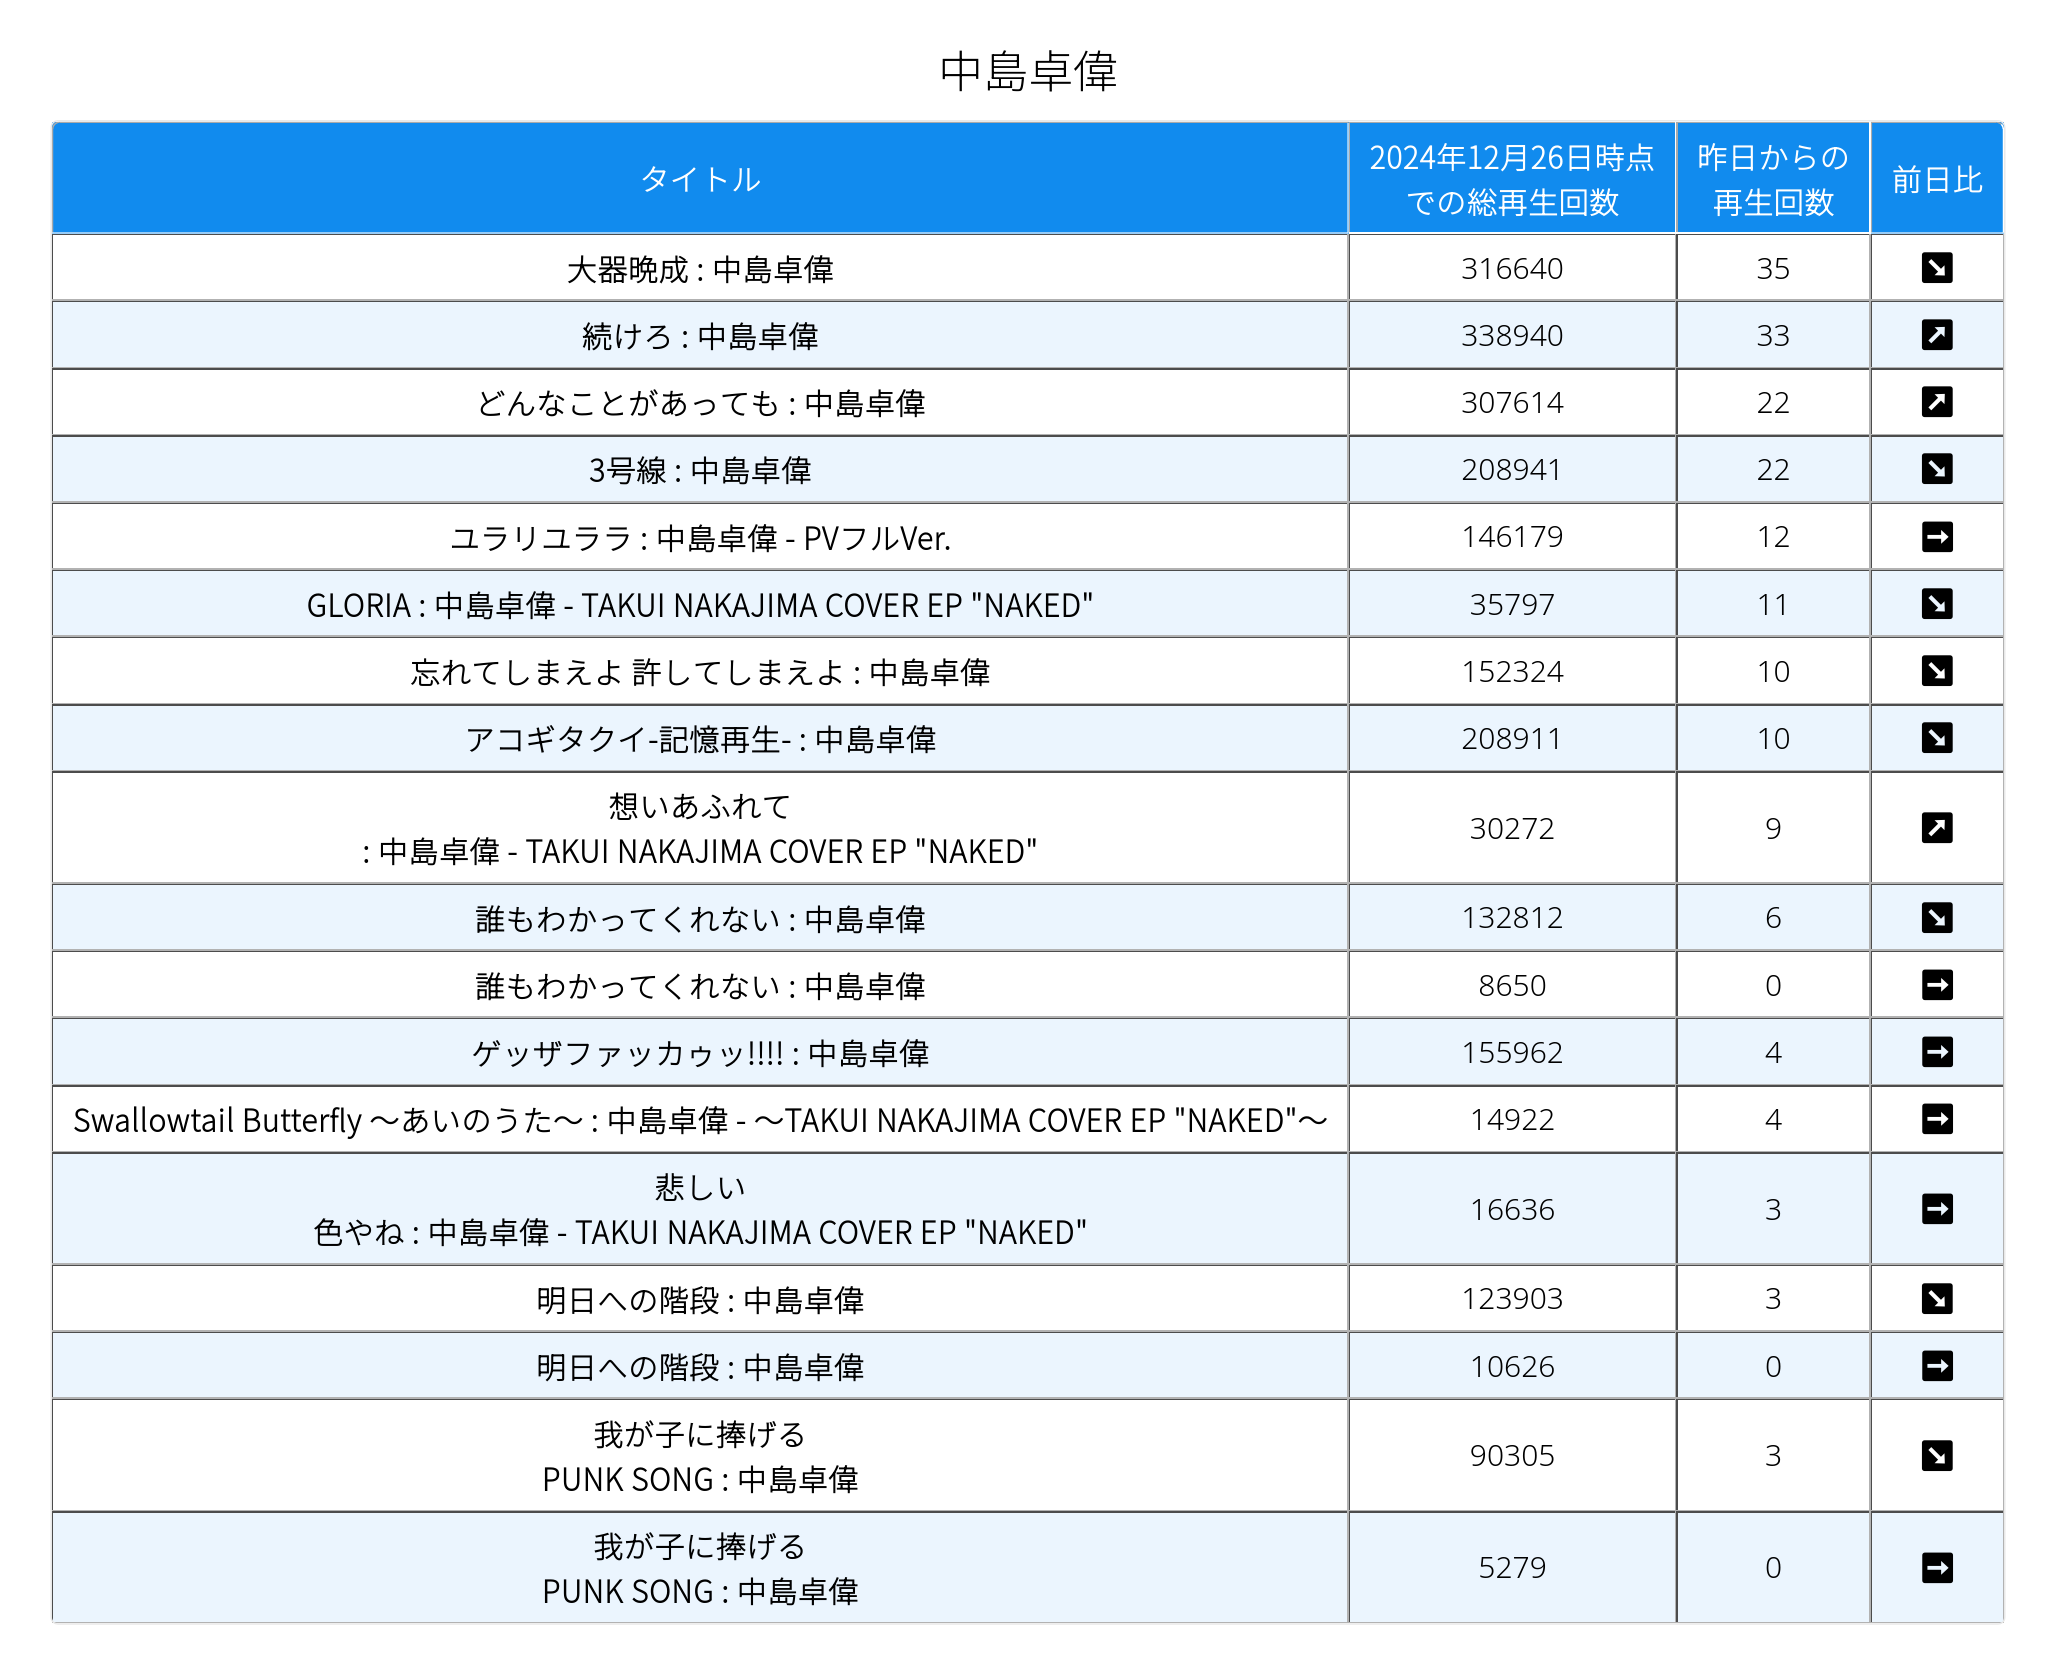 中島卓偉
タイトル 2024年12月26日時点での総再生回数 昨日からの再生回数 前日比
大器晩成 : 中島卓偉 316640 35 ↘
続けろ : 中島卓偉 338940 33 ↗
どんなことがあっても : 中島卓偉 307614 22 ↗
3号線 : 中島卓偉 208941 22 ↘
ユラリユララ : 中島卓偉 - PVフルVer. 146179 12 →
GLORIA : 中島卓偉 - TAKUI NAKAJIMA COVER EP "NAKED" 35797 11 ↘
忘れてしまえよ 許してしまえよ : 中島卓偉 152324 10 ↘
アコギタクイ-記憶再生- : 中島卓偉 208911 10 ↘
想いあふれて
: 中島卓偉 - TAKUI NAKAJIMA COVER EP "NAKED" 30272 9 ↗
誰もわかってくれない : 中島卓偉 132812 6 ↘
誰もわかってくれない : 中島卓偉 8650 0 →
ゲッザファッカゥッ!!!! : 中島卓偉 155962 4 →
Swallowtail Butterfly 〜あいのうた〜 : 中島卓偉 - 〜TAKUI NAKAJIMA COVER EP "NAKED"〜 14922 4 →
悲しい
色やね : 中島卓偉 - TAKUI NAKAJIMA COVER EP "NAKED" 16636 3 →
明日への階段 : 中島卓偉 123903 3 ↘
明日への階段 : 中島卓偉 10626 0 →
我が子に捧げる
PUNK SONG : 中島卓偉 90305 3 ↘
我が子に捧げる
PUNK SONG : 中島卓偉 5279 0 →